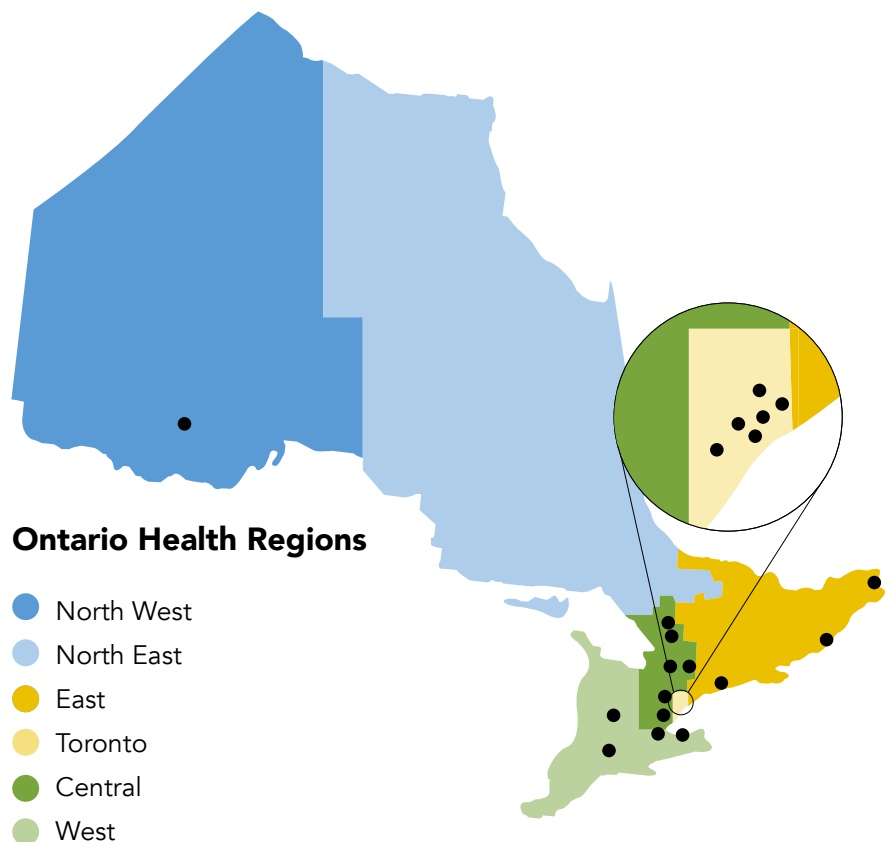 Ontario Health Regions
North West
North East
East
Toronto
Central
West